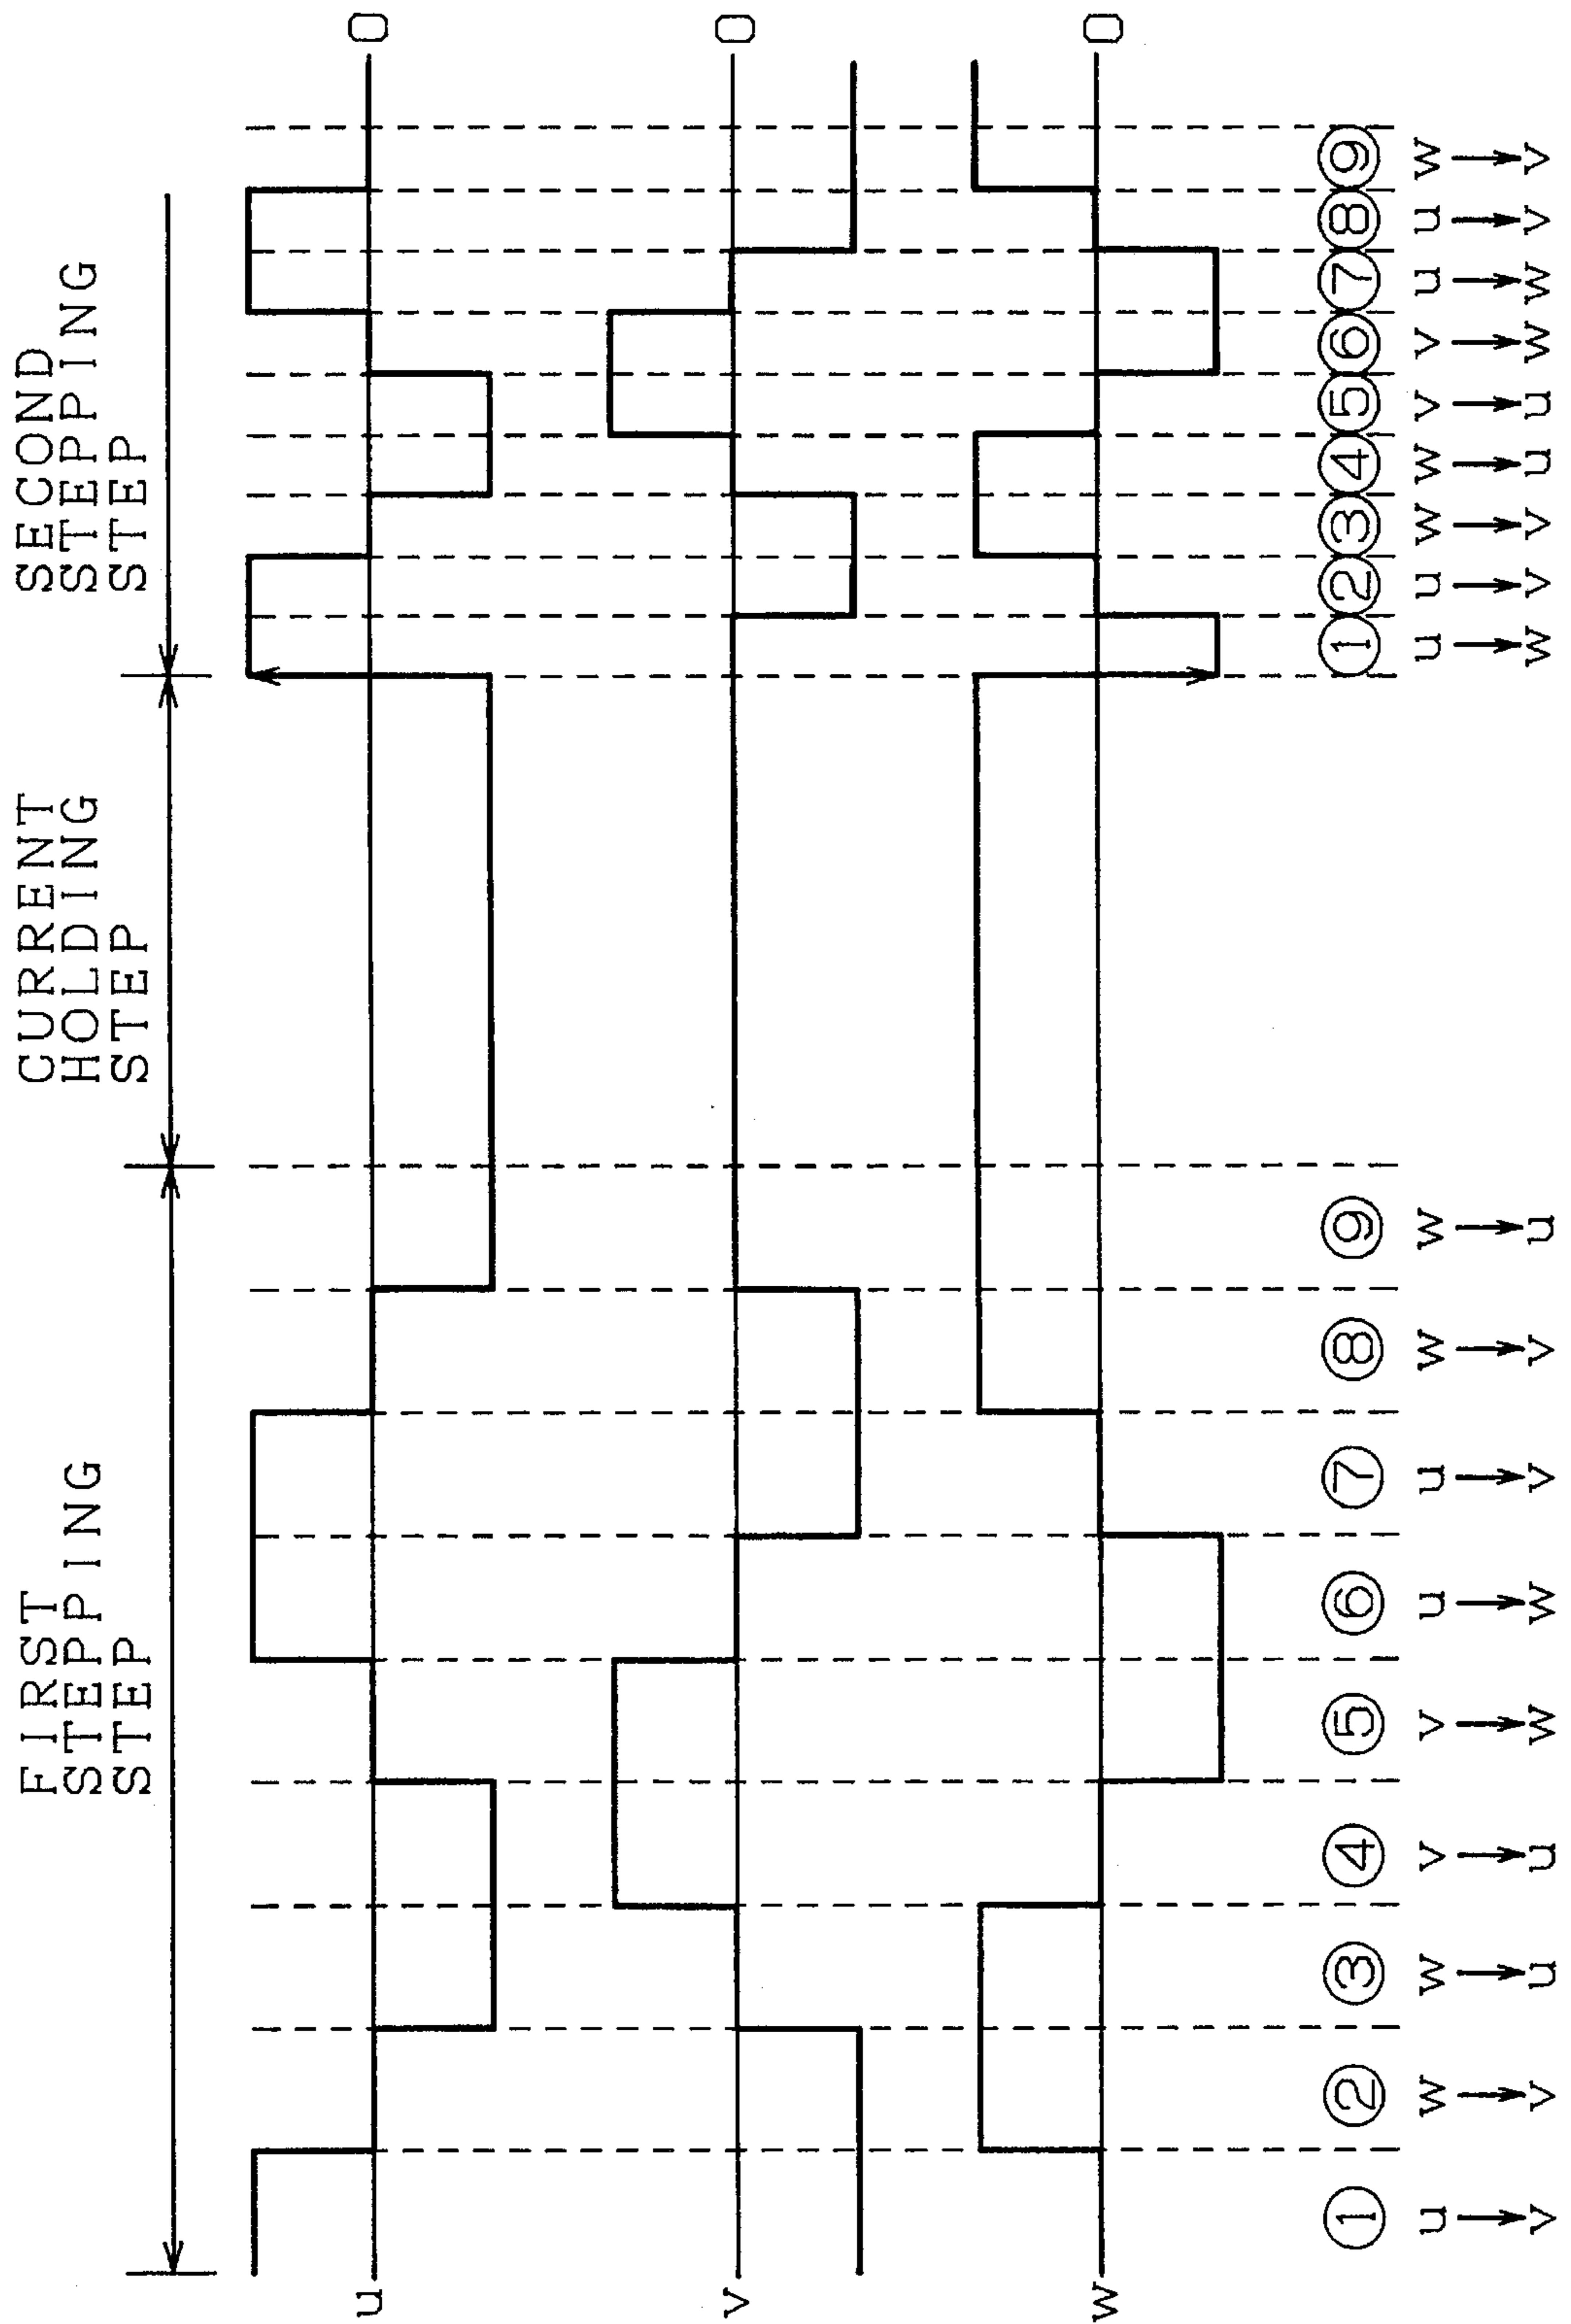 FIRST
STEPPING
STEP
CURRENT
HOLDING
STEP
SECOND
STEPPING
STEP
u 0
v 0
w 0
① ② ③ ④ ⑤ ⑥ ⑦ ⑧ ⑨ ① ② ③ ④ ⑤ ⑥ ⑦ ⑧ ⑨
u w w v v u u w w u u w w v v u u w
↓ ↓ ↓ ↓ ↓ ↓ ↓ ↓ ↓ ↓ ↓ ↓ ↓ ↓ ↓ ↓ ↓ ↓
v v u u w w v v u w v v u u w w v v